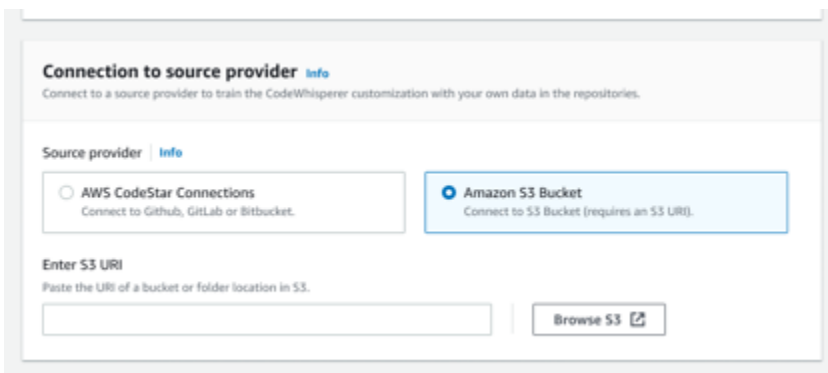 Connection to source provider Info
Connect to a source provider to train the CodeWhisperer customization with your own data in the repositories.
Source provider Info
AWS CodeStar Connections
Connect to Github, GitLab or Bitbucket.
Amazon S3 Bucket
Connect to S3 Bucket (requires an S3 URI).
Enter S3 URI
Paste the URI of a bucket or folder location in S3.
Browse S3